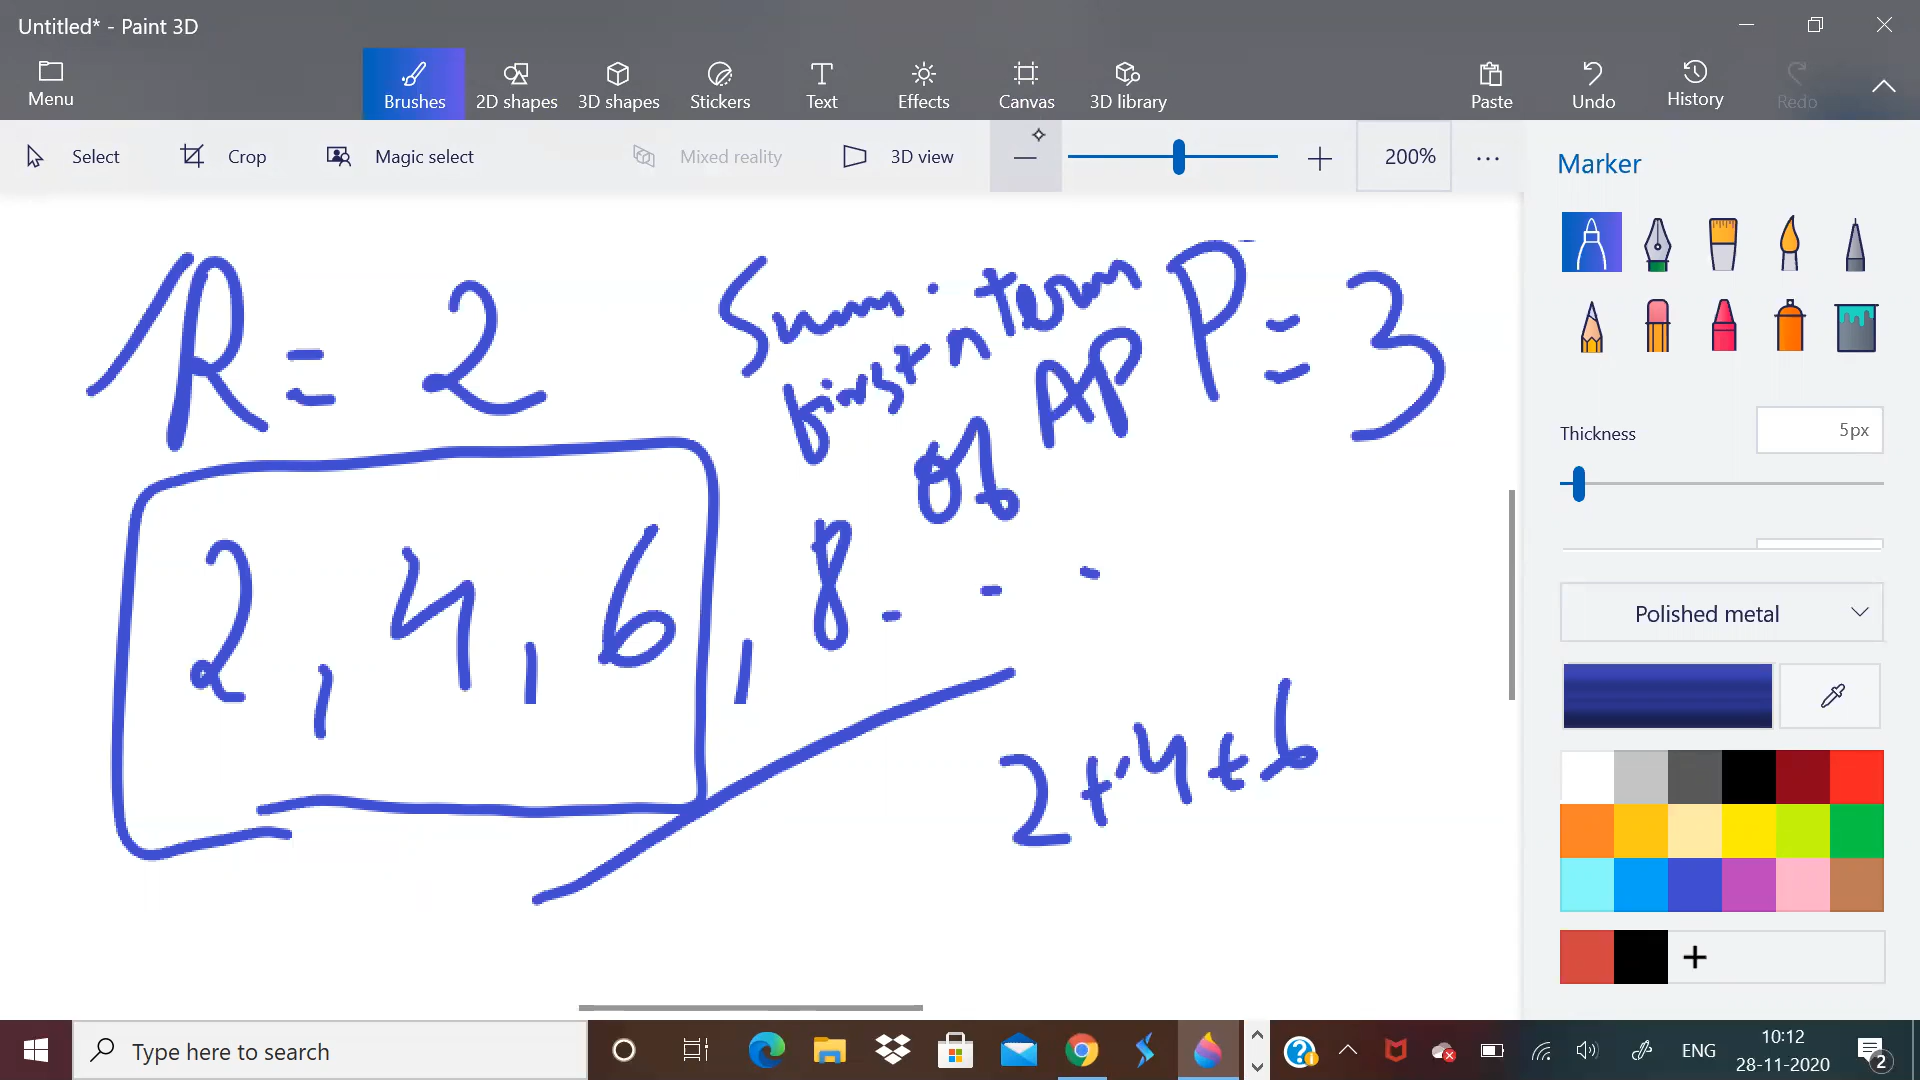 Untitled* - Paint 3D
Menu
Brushes
2D shapes
3D shapes
Stickers
Text
Effects
Canvas
3D library
Paste
Undo
History
Redo
Select
Crop
Magic select
Mixed reality
3D view
200%
Marker
Thickness
5px
Polished metal
R = 2
Sum
first n term
of AP
P = 3
2, 4, 6, 8. - -
2 + 4 + 6
Type here to search
ENG
10:12
28-11-2020
2